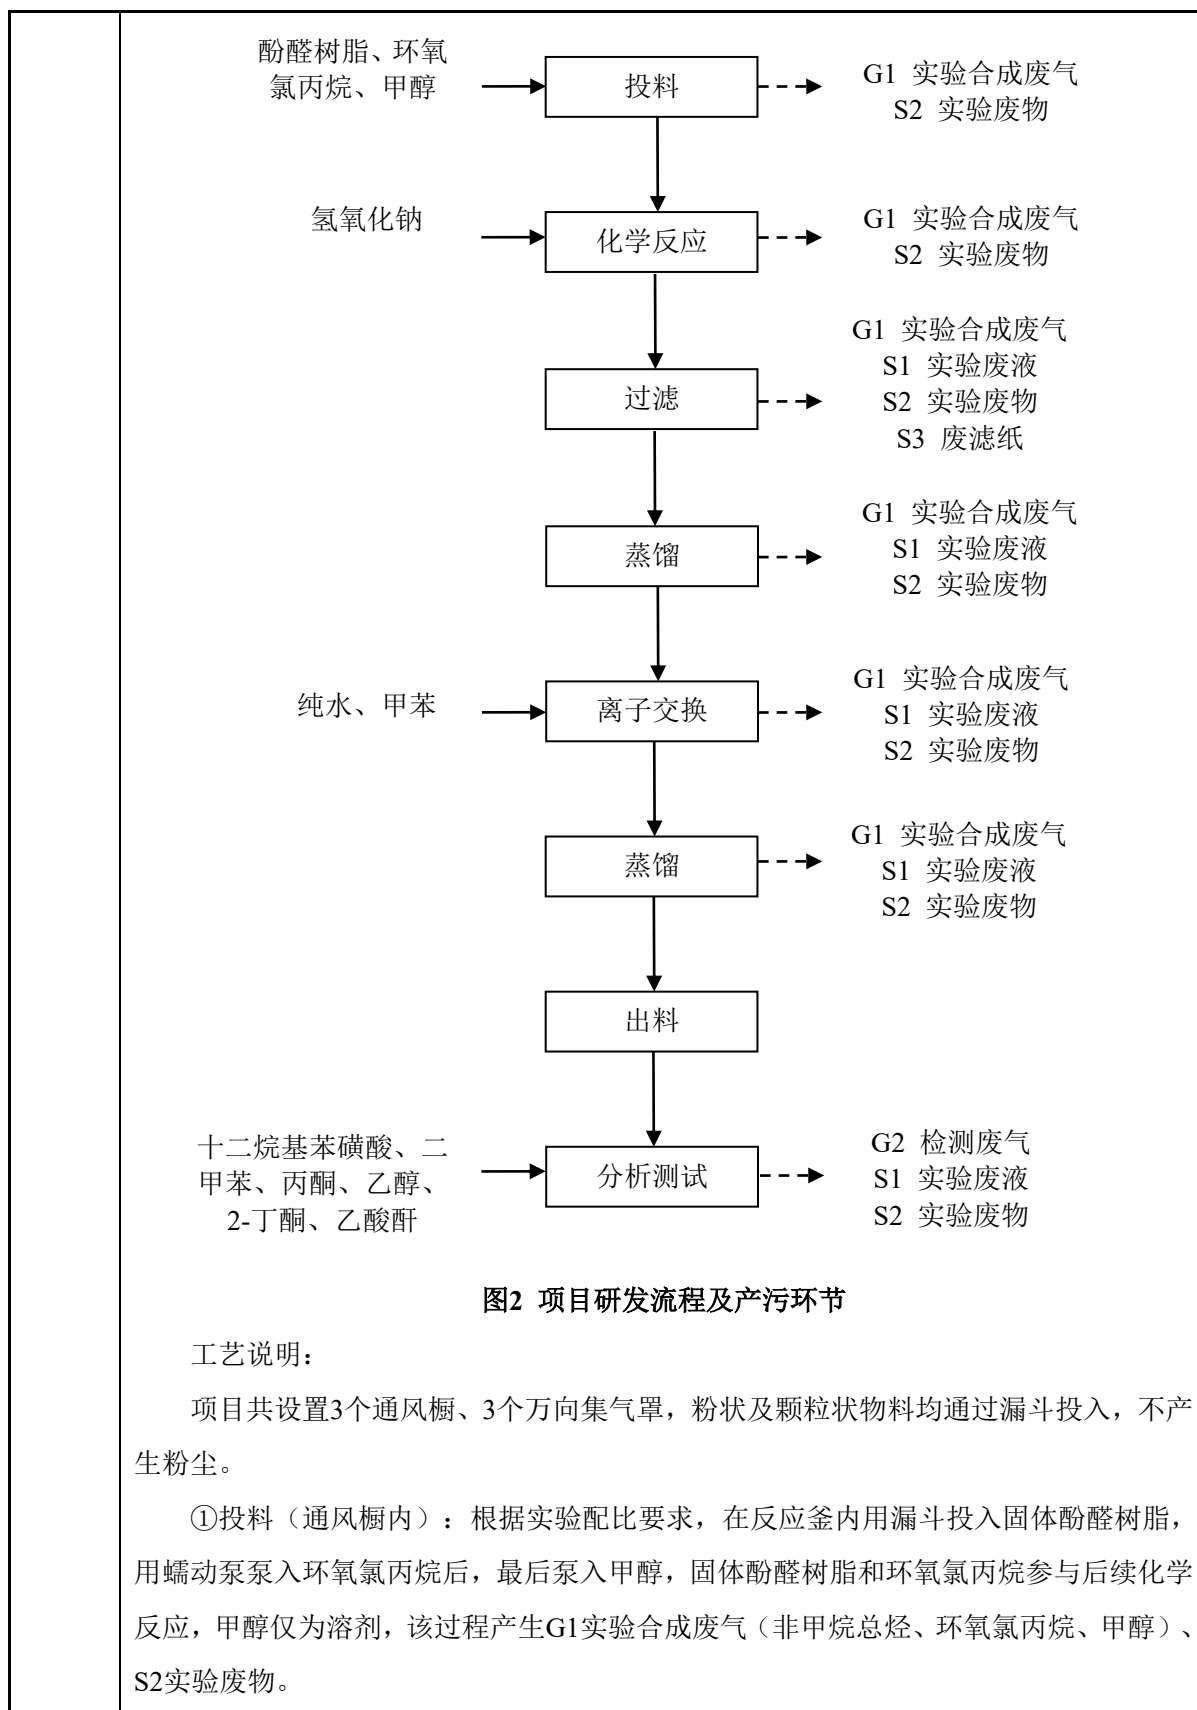 酚醛树脂、环氧
氯丙烷、甲醇
投料
G1 实验合成废气
S2 实验废物
氢氧化钠
化学反应
G1 实验合成废气
S2 实验废物
过滤
G1 实验合成废气
S1 实验废液
S2 实验废物
S3 废滤纸
蒸馏
G1 实验合成废气
S1 实验废液
S2 实验废物
纯水、甲苯
离子交换
G1 实验合成废气
S1 实验废液
S2 实验废物
蒸馏
G1 实验合成废气
S1 实验废液
S2 实验废物
出料
十二烷基苯磺酸、二
甲苯、丙酮、乙醇、
2-丁酮、乙酸酐
分析测试
G2 检测废气
S1 实验废液
S2 实验废物
图2 项目研发流程及产污环节
工艺说明：
项目共设置3个通风橱、3个万向集气罩，粉状及颗粒状物料均通过漏斗投入，不产
生粉尘。
①投料（通风橱内）：根据实验配比要求，在反应釜内用漏斗投入固体酚醛树脂，
用蠕动泵泵入环氧氯丙烷后，最后泵入甲醇，固体酚醛树脂和环氧氯丙烷参与后续化学
反应，甲醇仅为溶剂，该过程产生G1实验合成废气（非甲烷总烃、环氧氯丙烷、甲醇）、
S2实验废物。